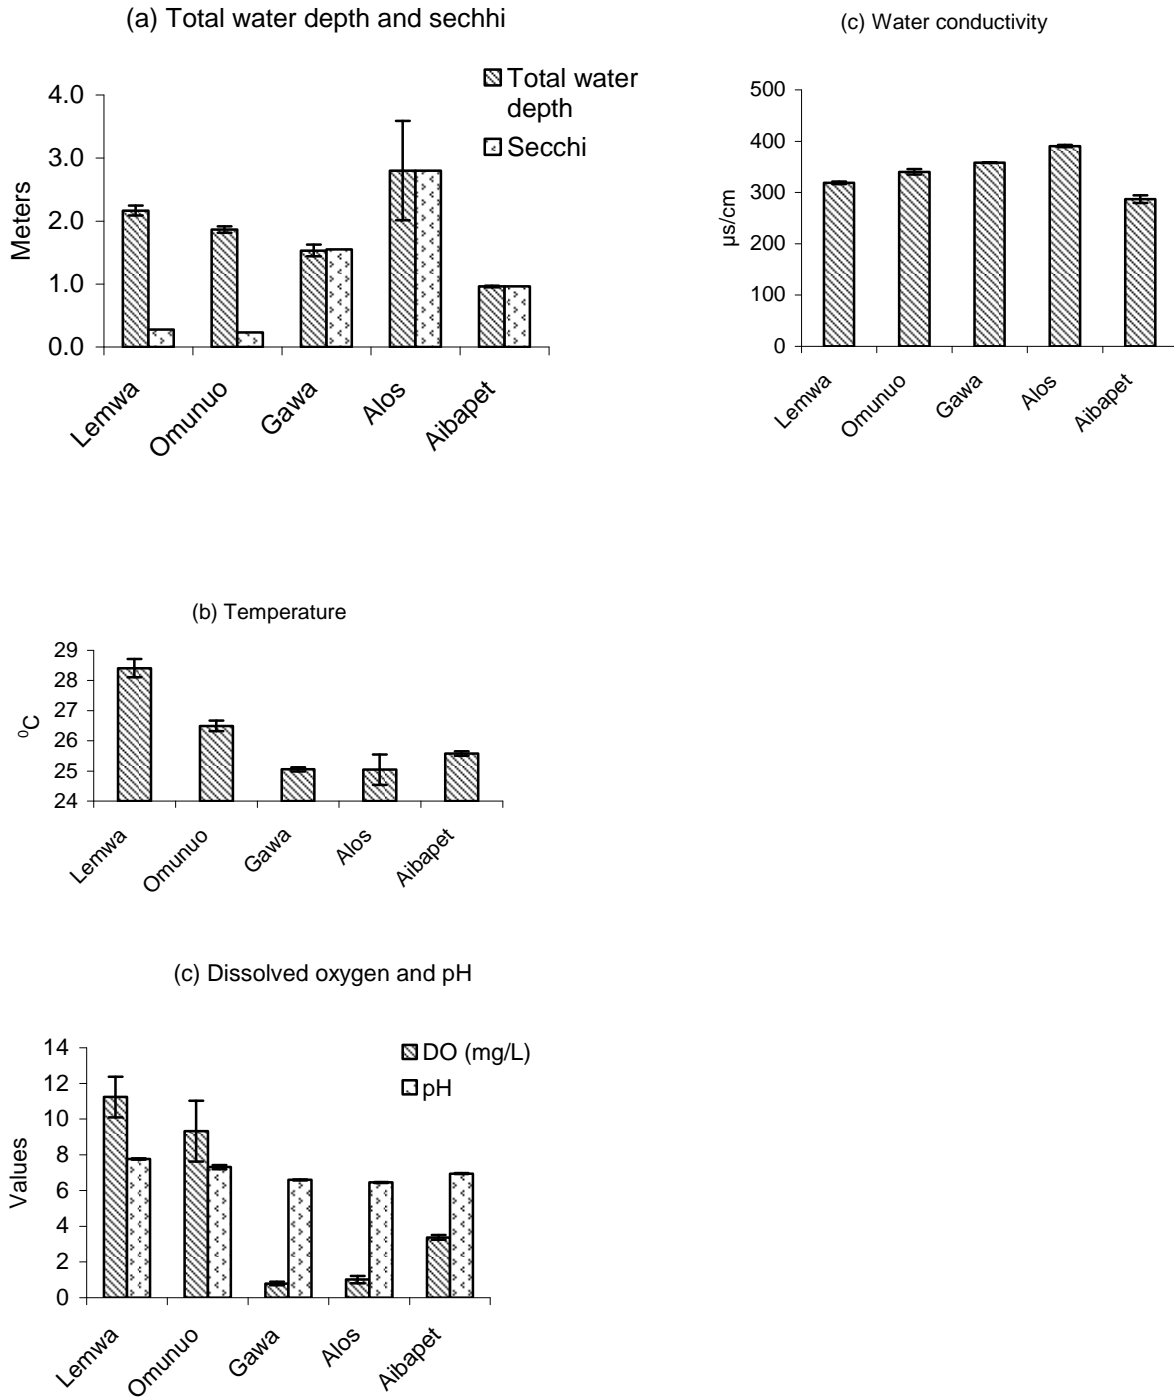 (a) Total water depth and sechhi
Total water
depth
Secchi
4.0
3.0
2.0
1.0
0.0
Meters
Lemwa
Omunuo
Gawa
Alos
Aibapet
(c) Water conductivity
500
400
300
200
100
0
µs/cm
Lemwa
Omunuo
Gawa
Alos
Aibapet
(b) Temperature
29
28
27
26
25
24
⁰C
Lemwa
Omunuo
Gawa
Alos
Aibapet
(c) Dissolved oxygen and pH
DO (mg/L)
pH
14
12
10
8
6
4
2
0
Values
Lemwa
Omunuo
Gawa
Alos
Aibapet